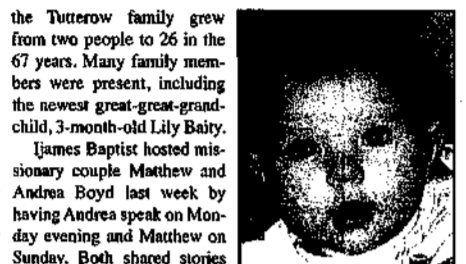 the Tutterow family grew
from two people to 26 in the
67 years. Many family mem-
bers were present, including
the newest great-great-grand-
child, 3-month-old Lily Baity.
Ijames Baptist hosted mis-
sionary couple Matthew and
Andrea Boyd last week by
having Andrea speak on Mon-
day evening and Matthew on
Sunday. Both shared stories